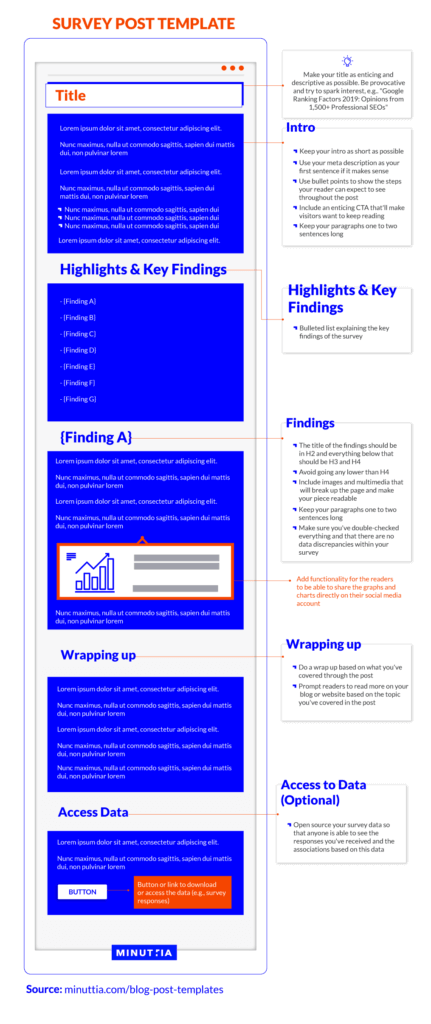 SURVEY POST TEMPLATE
Title
Make your title as enticing and
descriptive as possible. Be provocative
and try to spark interest, e.g., "Google
Ranking Factors 2019: Opinions from
1,500+ Professional SEOs"
Lorem ipsum dolor sit amet, consectetur adipiscing elit.
Nunc maximus, nulla ut commodo sagittis, sapien dui mattis
dui, non pulvinar lorem
Lorem ipsum dolor sit amet, consectetur adipiscing elit.
Nunc maximus, nulla ut commodo sagittis, sapien dui
mattis dui, non pulvinar lorem
Nunc maximus, nulla ut commodo sagittis, sapien dui
Nunc maximus, nulla ut commodo sagittis, sapien dui
Nunc maximus, nulla ut commodo sagittis, sapien dui
Lorem ipsum dolor sit amet, consectetur adipiscing elit.
Intro
Keep your intro as short as possible
Use your meta description as your
first sentence if it makes sense
Use bullet points to show the steps
your reader can expect to see
throughout the post
Include an enticing CTA that'll make
visitors want to keep reading
Keep your paragraphs one to two
sentences long
Highlights & Key Findings
- {Finding A}
- {Finding B}
- {Finding C}
- {Finding D}
- {Finding E}
- {Finding F}
- {Finding G}
Highlights & Key
Findings
Bulleted list explaining the key
findings of the survey
{Finding A}
Lorem ipsum dolor sit amet, consectetur adipiscing elit.
Nunc maximus, nulla ut commodo sagittis, sapien dui mattis
dui, non pulvinar lorem
Lorem ipsum dolor sit amet, consectetur adipiscing elit.
Nunc maximus, nulla ut commodo sagittis, sapien dui mattis
dui, non pulvinar lorem
Nunc maximus, nulla ut commodo sagittis, sapien dui mattis
dui, non pulvinar lorem
Findings
The title of the findings should be
in H2 and everything below that
should be H3 and H4
Avoid going any lower than H4
Include images and multimedia that
will break up the page and make
your piece readable
Keep your paragraphs one to two
sentences long
Make sure you've double-checked
everything and that there are no
data discrepancies within your
survey
Add functionality for the readers
to be able to share the graphs and
charts directly on their social media
account
Wrapping up
Lorem ipsum dolor sit amet, consectetur adipiscing elit.
Nunc maximus, nulla ut commodo sagittis, sapien dui mattis
dui, non pulvinar lorem
Lorem ipsum dolor sit amet, consectetur adipiscing elit.
Nunc maximus, nulla ut commodo sagittis, sapien dui mattis
dui, non pulvinar lorem
Nunc maximus, nulla ut commodo sagittis, sapien dui mattis
dui, non pulvinar lorem
Wrapping up
Do a wrap up based on what you've
covered through the post
Prompt readers to read more on your
blog or website based on the topic
you've covered in the post
Access Data
Lorem ipsum dolor sit amet, consectetur adipiscing elit.
Nunc maximus, nulla ut commodo sagittis, sapien dui mattis
dui, non pulvinar lorem
BUTTON
Button or link to download
or access the data (e.g., survey
responses)
Access to Data
(Optional)
Open source your survey data so
that anyone is able to see the
responses you've received and the
associations based on this data
MINUTTIA
Source: minuttia.com/blog-post-templates